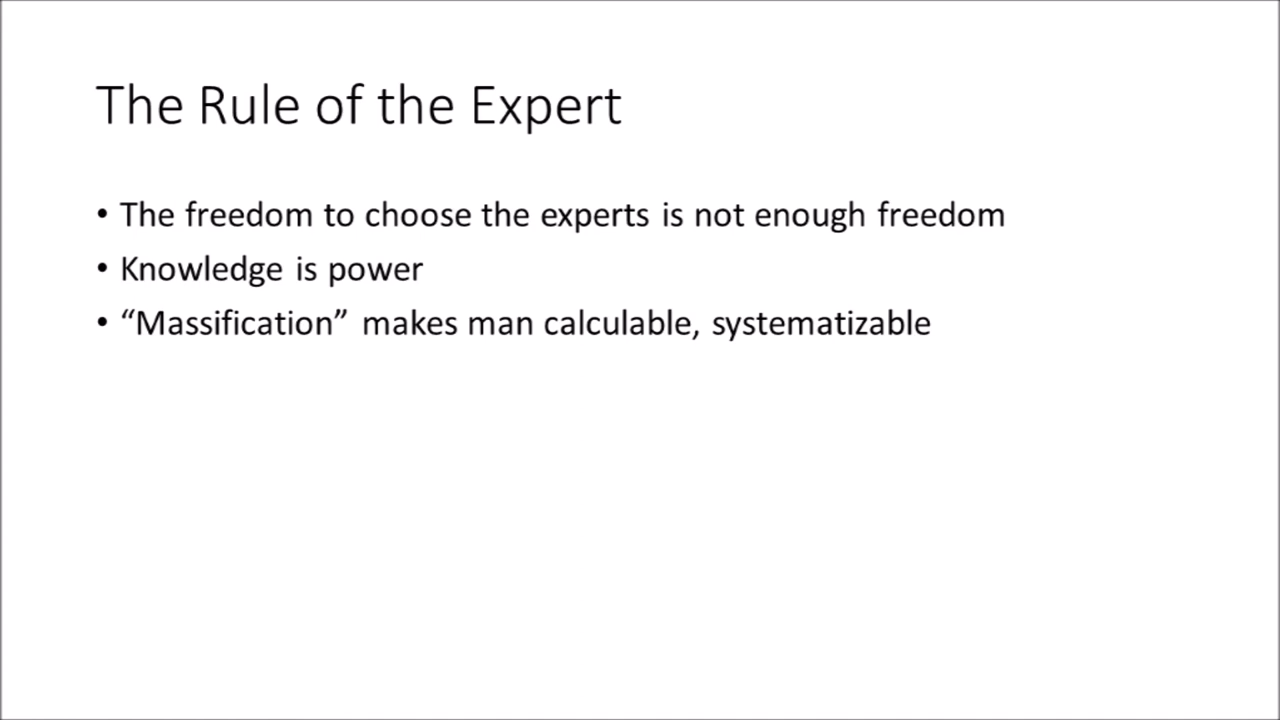 The Rule of the Expert
• The freedom to choose the experts is not enough freedom
• Knowledge is power
• “Massification” makes man calculable, systematizable